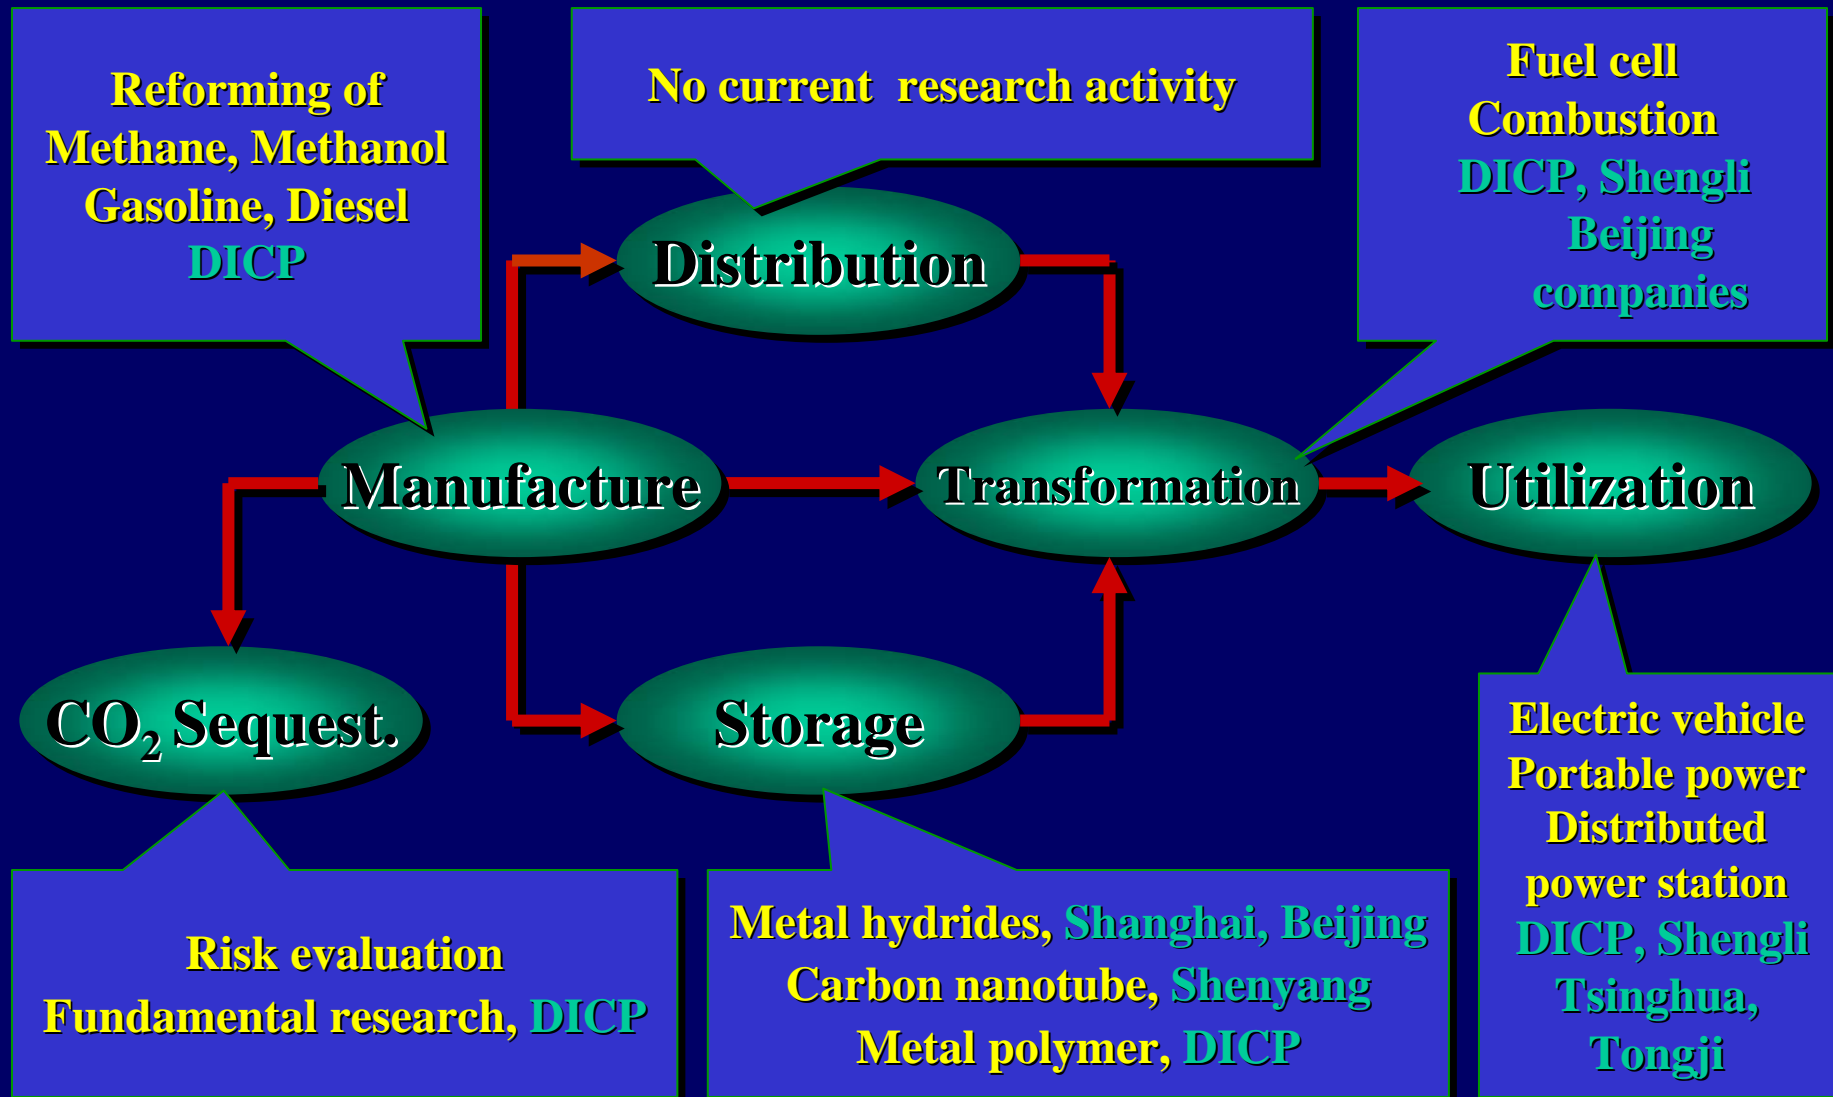 Reforming of
Methane, Methanol
Gasoline, Diesel
DICP
No current research activity
Fuel cell
Combustion
DICP, Shengli
Beijing
companies
Distribution
Manufacture
Transformation
Utilization
CO₂ Sequest.
Storage
Risk evaluation
Fundamental research, DICP
Metal hydrides, Shanghai, Beijing
Carbon nanotube, Shenyang
Metal polymer, DICP
Electric vehicle
Portable power
Distributed
power station
DICP, Shengli
Tsinghua,
Tongji